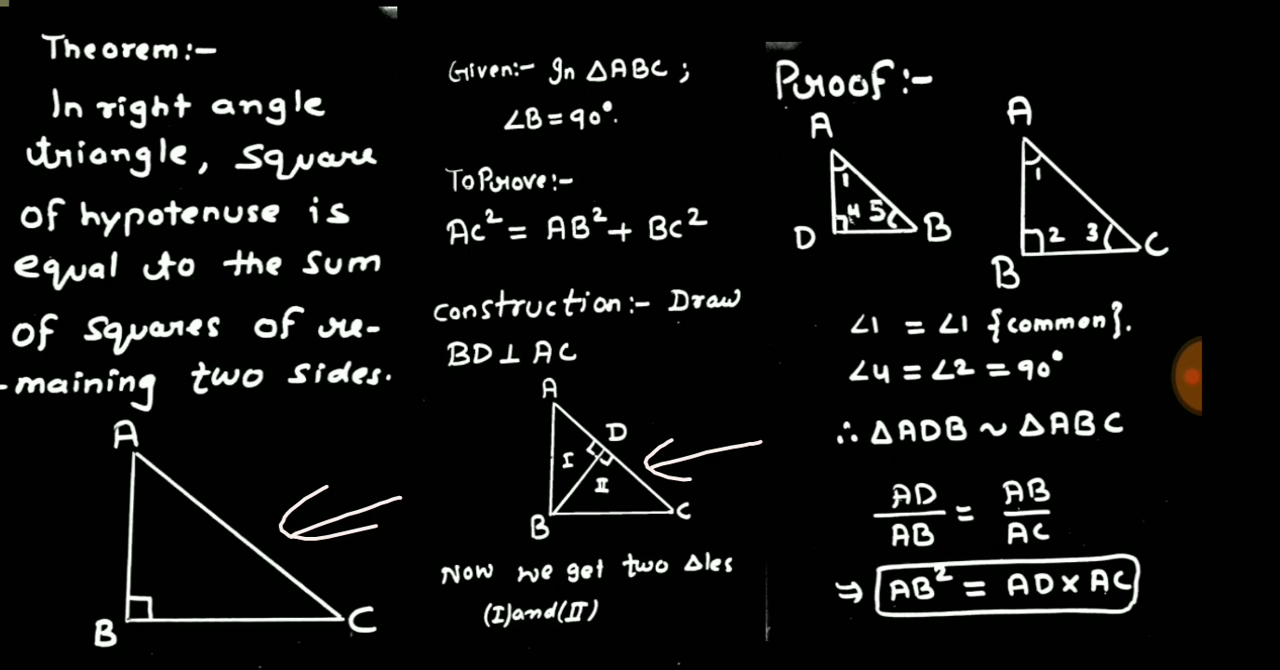 Theorem:-
In right angle
triangle, square
of hypotenuse is
equal to the sum
of squares of re-
-maining two sides.
A
B
C
Given:- In △ABC;
∠B = 90°.
To Prove:-
AC² = AB² + BC²
Construction:- Draw
BD ⊥ AC
A
D
I
II
B
C
Now we get two △les
(I) and (II)
Proof:-
A
1
4 5
D
B
A
1
2 3
B
C
∠1 = ∠1 {common}.
∠4 = ∠2 = 90°
∴ △ADB ~ △ABC
AD/AB = AB/AC
⇒ AB² = AD × AC